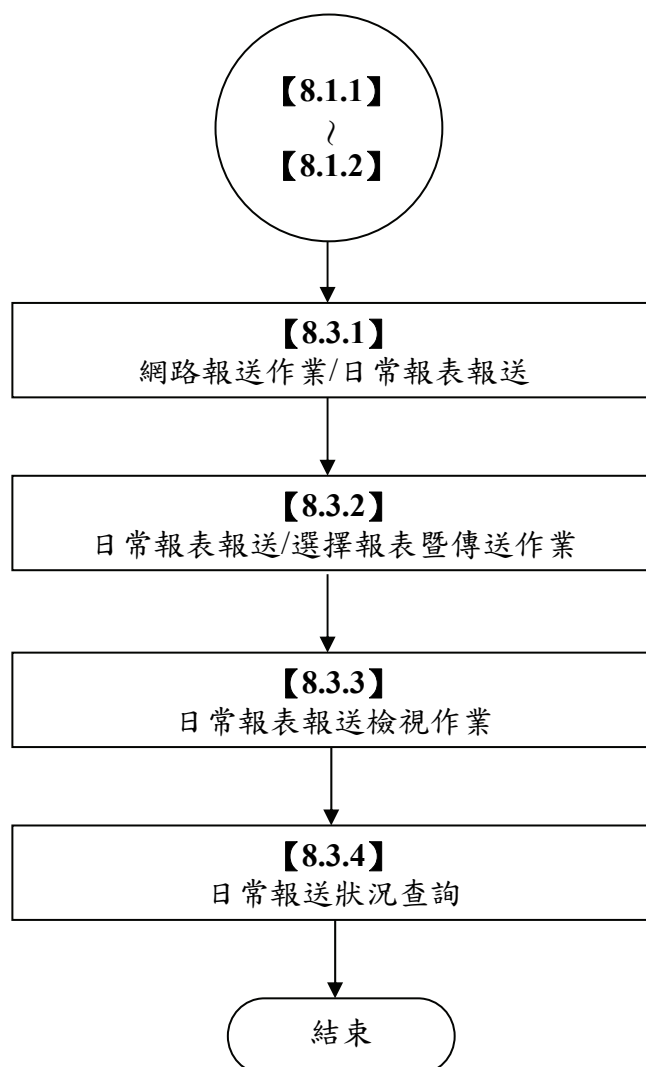 【8.1.1】
～
【8.1.2】
【8.3.1】
網路報送作業/日常報表報送
【8.3.2】
日常報表報送/選擇報表暨傳送作業
【8.3.3】
日常報表報送檢視作業
【8.3.4】
日常報送狀況查詢
結束